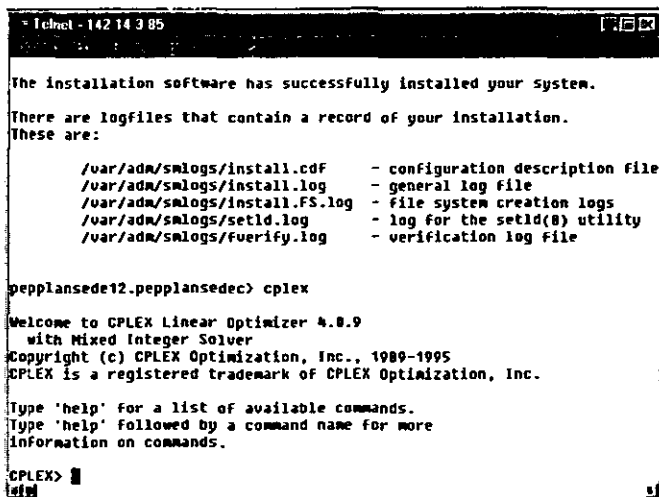 Telnet - 142 14 3 85
The installation software has successfully installed your system.
There are logfiles that contain a record of your installation.
These are:
/var/adm/smlogs/install.cdf - configuration description file
/var/adm/smlogs/install.log - general log file
/var/adm/smlogs/install.FS.log - file system creation logs
/var/adm/smlogs/setld.log - log for the setld(8) utility
/var/adm/smlogs/fverify.log - verification log file
pepplansede12.pepplansedec> cplex
Welcome to CPLEX Linear Optimizer 4.0.9
with Mixed Integer Solver
Copyright (c) CPLEX Optimization, Inc., 1989-1995
CPLEX is a registered trademark of CPLEX Optimization, Inc.
Type 'help' for a list of available commands.
Type 'help' followed by a command name for more
information on commands.
CPLEX>